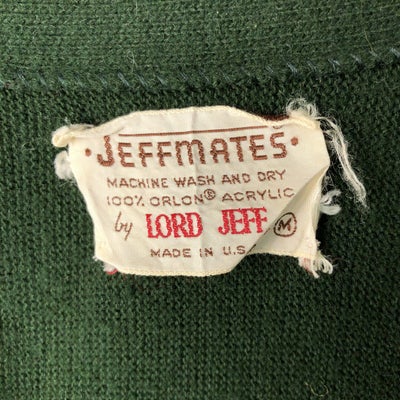 • JEFFMATES •
MACHINE WASH AND DRY
100% ORLON® ACRYLIC
by LORD JEFF M
MADE IN U.S.